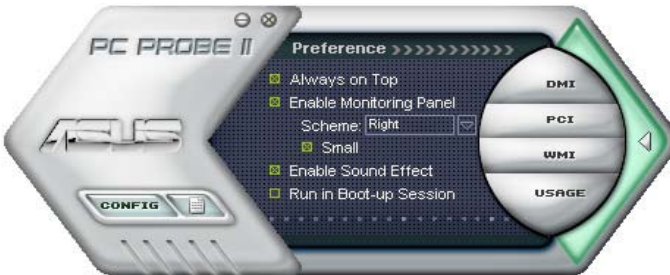 PC PROBE II
ASUS
CONFIG
Preference >>>>>>>>>>>
Always on Top
Enable Monitoring Panel
Scheme: Right
Small
Enable Sound Effect
Run in Boot-up Session
DMI
PCI
WMI
USAGE